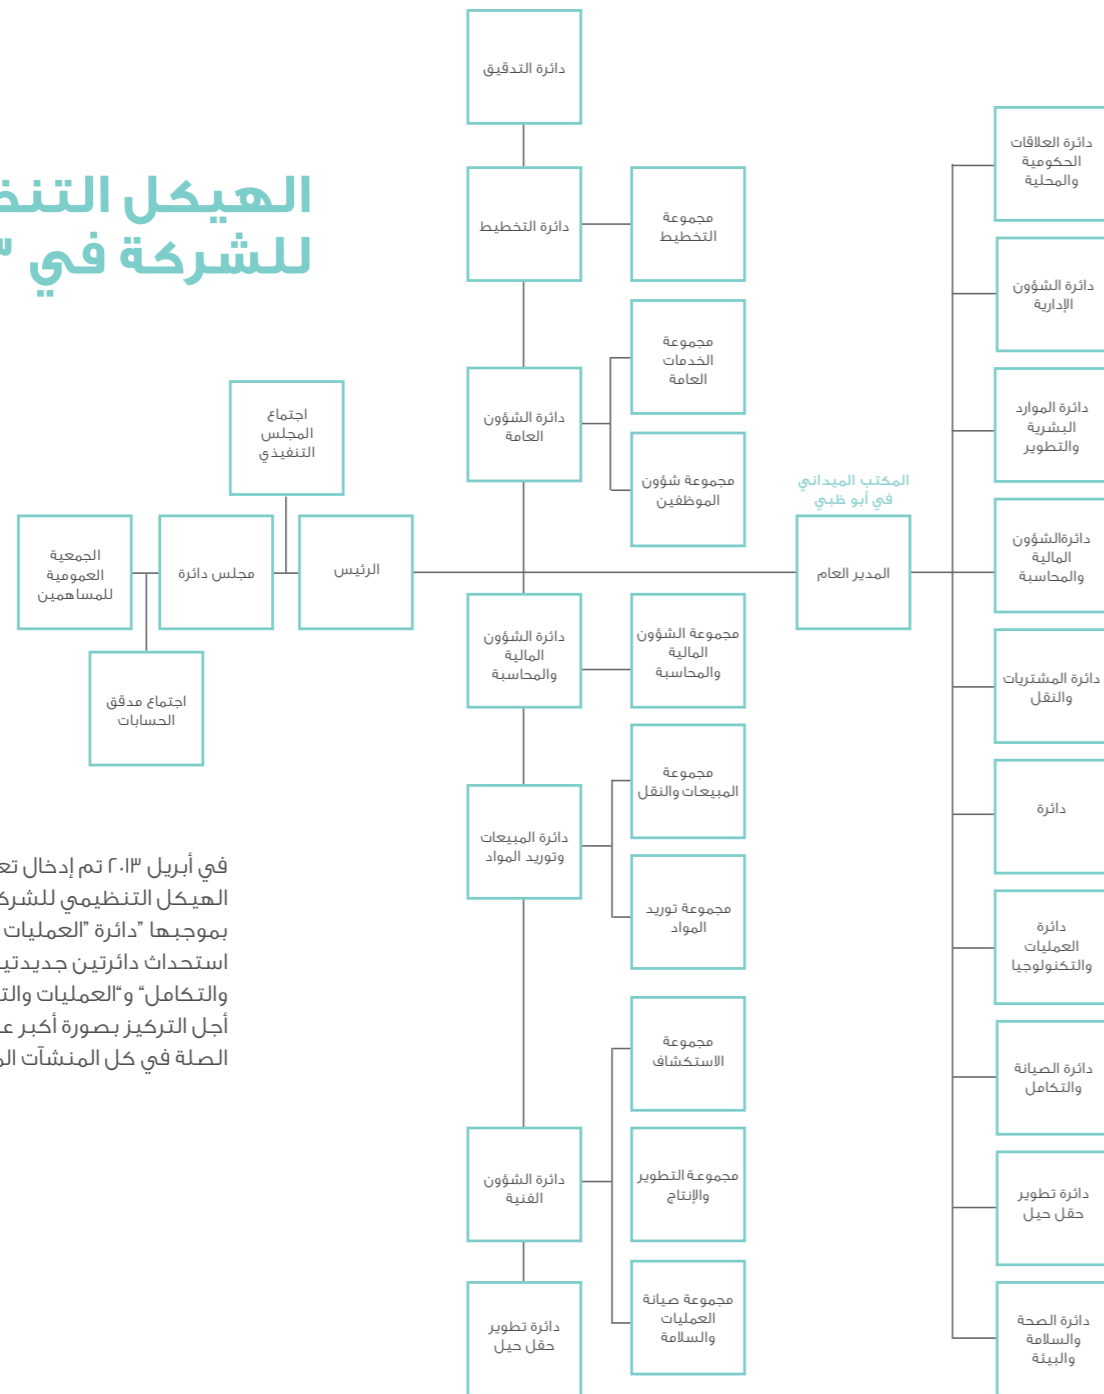 الهيكل التنظ
للشركة في ٣
دائرة التدقيق
دائرة التخطيط
مجموعة
التخطيط
دائرة الشؤون
العامة
مجموعة
الخدمات
العامة
مجموعة شؤون
الموظفين
اجتماع
المجلس
التنفيذي
الجمعية
العمومية
للمساهمين
مجلس دائرة
الرئيس
اجتماع مدقق
الحسابات
المكتب الميداني
في أبو ظبي
المدير العام
دائرة الشؤون
المالية
والمحاسبة
مجموعة الشؤون
المالية
والمحاسبة
دائرة المبيعات
وتوريد المواد
مجموعة
المبيعات والنقل
مجموعة توريد
المواد
دائرة الشؤون
الفنية
مجموعة
الاستكشاف
مجموعة التطوير
والإنتاج
مجموعة صيانة
العمليات
والسلامة
دائرة تطوير
حقل حيل
دائرة العلاقات
الحكومية
والمحلية
دائرة الشؤون
الإدارية
دائرة الموارد
البشرية
والتطوير
دائرةالشؤون
المالية
والمحاسبة
دائرة المشتريات
والنقل
دائرة
دائرة
العمليات
والتكنولوجيا
دائرة الصيانة
والتكامل
دائرة تطوير
حقل حيل
دائرة الصحة
والسلامة
والبيئة
في أبريل ٢٠١٣ تم إدخال تع
الهيكل التنظيمي للشرك
بموجبها ”دائرة ”العمليات
استحداث دائرتين جديدتي
والتكامل“ و“العمليات والت
أجل التركيز بصورة أكبر ع
الصلة في كل المنشآت الم